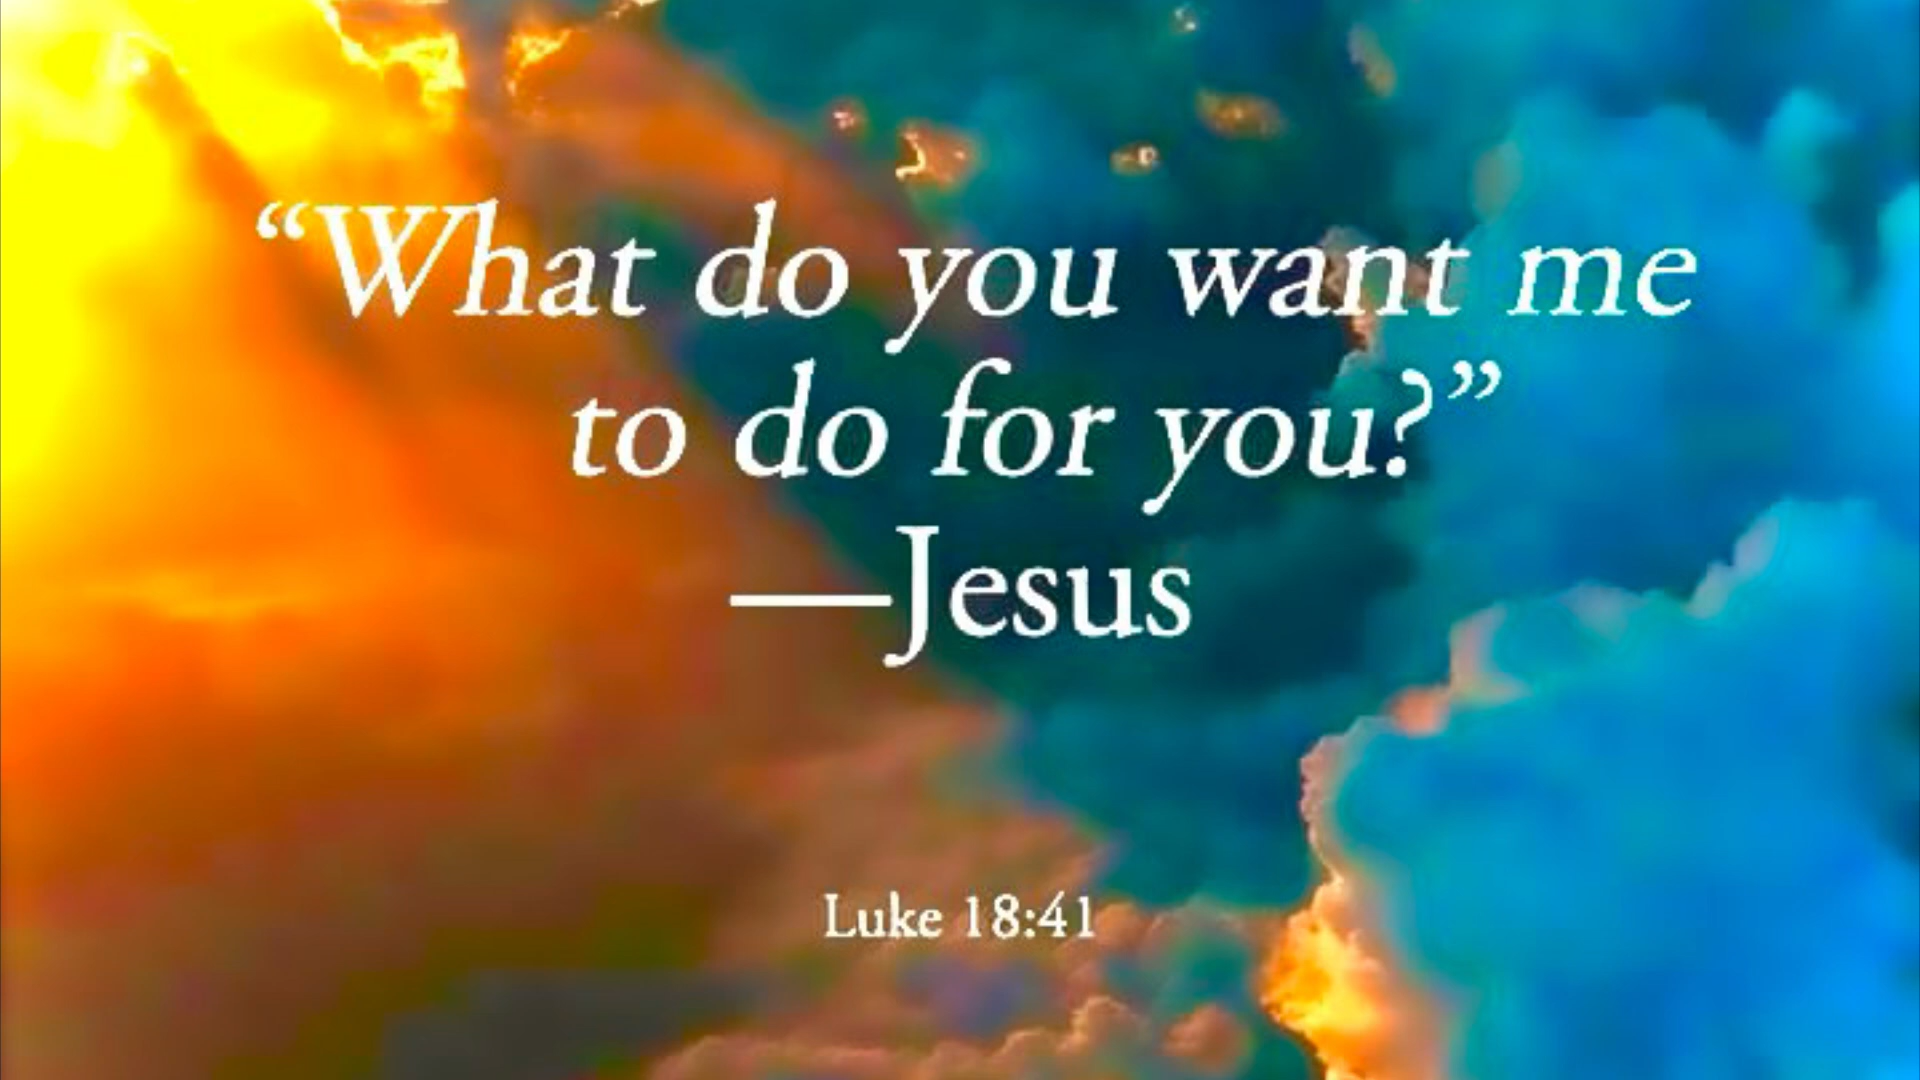 “What do you want me
to do for you?”
—Jesus
Luke 18:41